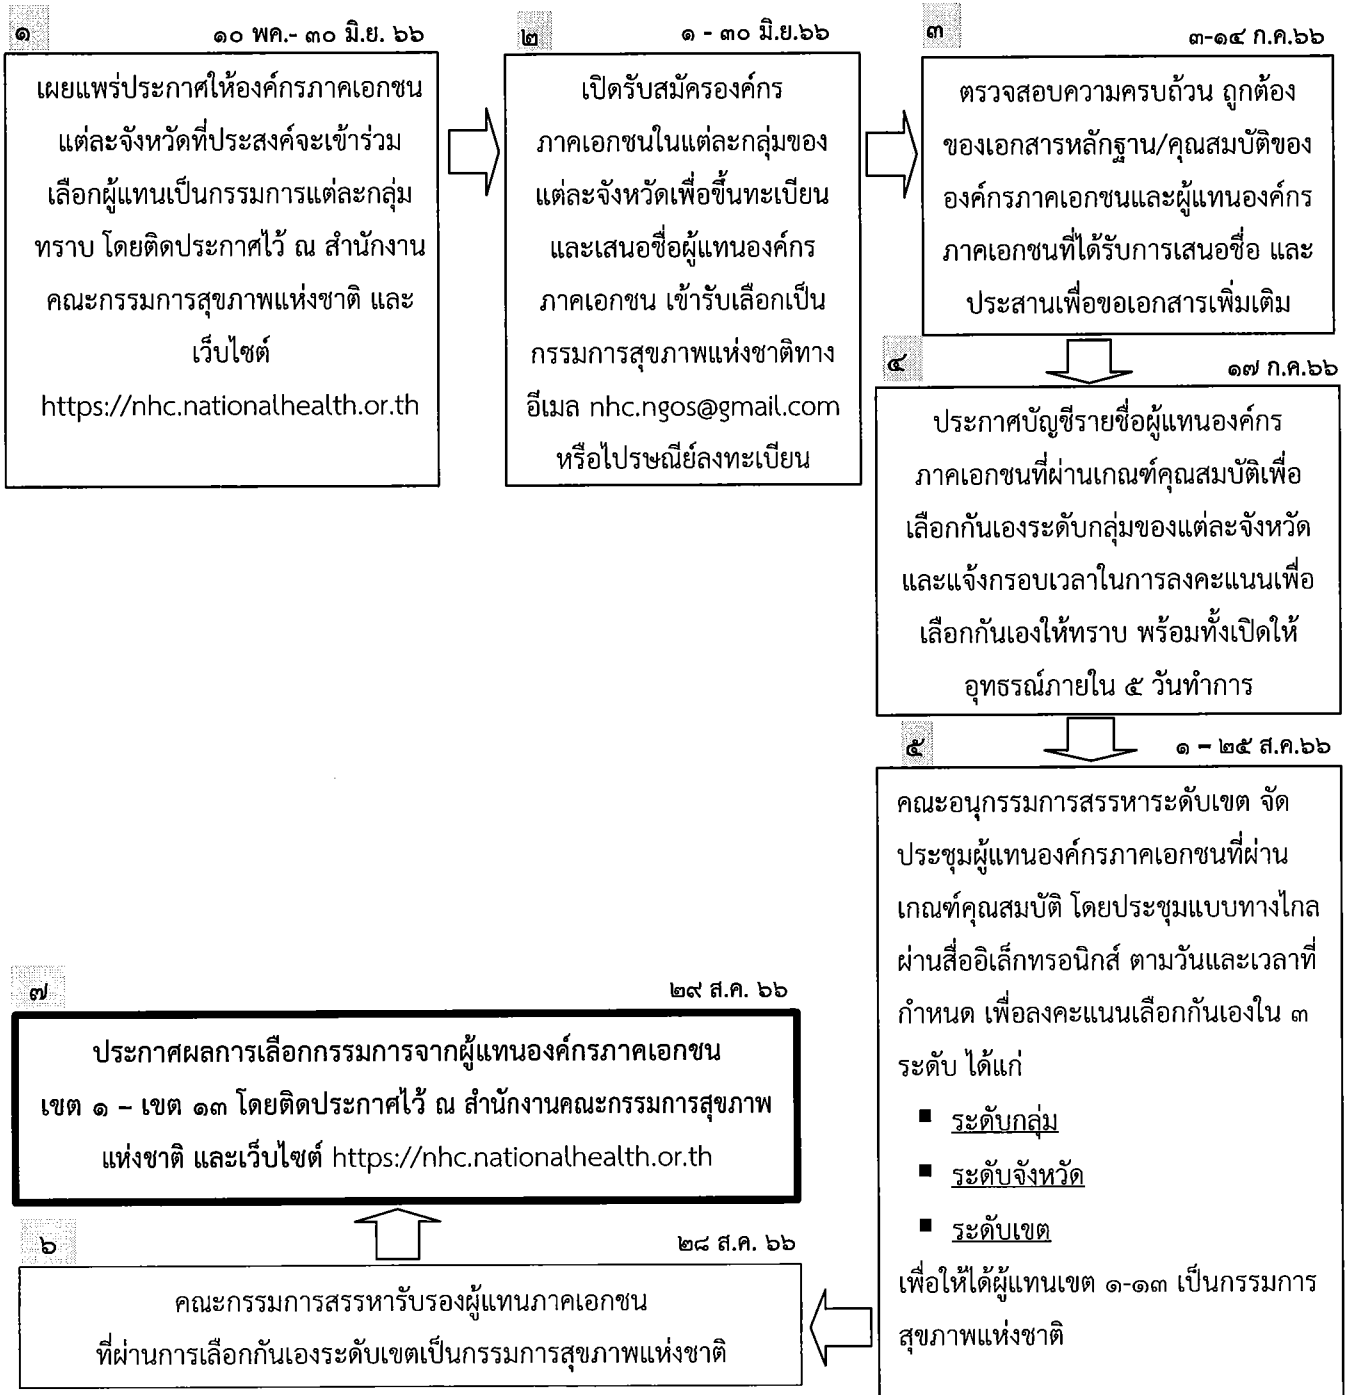 ๑
๑๐ พค.- ๓๐ มิ.ย. ๖๖
เผยแพร่ประกาศให้องค์กรภาคเอกชน
แต่ละจังหวัดที่ประสงค์จะเข้าร่วม
เลือกผู้แทนเป็นกรรมการแต่ละกลุ่ม
ทราบ โดยติดประกาศไว้ ณ สำนักงาน
คณะกรรมการสุขภาพแห่งชาติ และ
เว็บไซต์
https://nhc.nationalhealth.or.th
๒
๑ - ๓๐ มิ.ย.๖๖
เปิดรับสมัครองค์กร
ภาคเอกชนในแต่ละกลุ่มของ
แต่ละจังหวัดเพื่อขึ้นทะเบียน
และเสนอชื่อผู้แทนองค์กร
ภาคเอกชน เข้ารับเลือกเป็น
กรรมการสุขภาพแห่งชาติทาง
อีเมล nhc.ngos@gmail.com
หรือไปรษณีย์ลงทะเบียน
๓
๓-๑๔ ก.ค.๖๖
ตรวจสอบความครบถ้วน ถูกต้อง
ของเอกสารหลักฐาน/คุณสมบัติของ
องค์กรภาคเอกชนและผู้แทนองค์กร
ภาคเอกชนที่ได้รับการเสนอชื่อ และ
ประสานเพื่อขอเอกสารเพิ่มเติม
๔
๑๗ ก.ค.๖๖
ประกาศบัญชีรายชื่อผู้แทนองค์กร
ภาคเอกชนที่ผ่านเกณฑ์คุณสมบัติเพื่อ
เลือกกันเองระดับกลุ่มของแต่ละจังหวัด
และแจ้งกรอบเวลาในการลงคะแนนเพื่อ
เลือกกันเองให้ทราบ พร้อมทั้งเปิดให้
อุทธรณ์ภายใน ๕ วันทำการ
๕
๑ – ๒๕ ส.ค.๖๖
คณะอนุกรรมการสรรหาระดับเขต จัด
ประชุมผู้แทนองค์กรภาคเอกชนที่ผ่าน
เกณฑ์คุณสมบัติ โดยประชุมแบบทางไกล
ผ่านสื่ออิเล็กทรอนิกส์ ตามวันและเวลาที่
กำหนด เพื่อลงคะแนนเลือกกันเองใน ๓
ระดับ ได้แก่
▪ ระดับกลุ่ม
▪ ระดับจังหวัด
▪ ระดับเขต
เพื่อให้ได้ผู้แทนเขต ๑-๑๓ เป็นกรรมการ
สุขภาพแห่งชาติ
๖
๒๘ ส.ค. ๖๖
คณะกรรมการสรรหารับรองผู้แทนภาคเอกชน
ที่ผ่านการเลือกกันเองระดับเขตเป็นกรรมการสุขภาพแห่งชาติ
๗
๒๙ ส.ค. ๖๖
ประกาศผลการเลือกกรรมการจากผู้แทนองค์กรภาคเอกชน
เขต ๑ – เขต ๑๓ โดยติดประกาศไว้ ณ สำนักงานคณะกรรมการสุขภาพ
แห่งชาติ และเว็บไซต์ https://nhc.nationalhealth.or.th